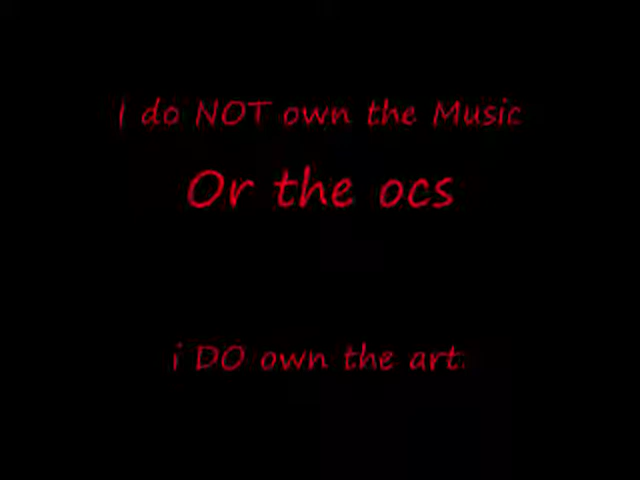 I do NOT own the Music
Or the ocs
i DO own the art.